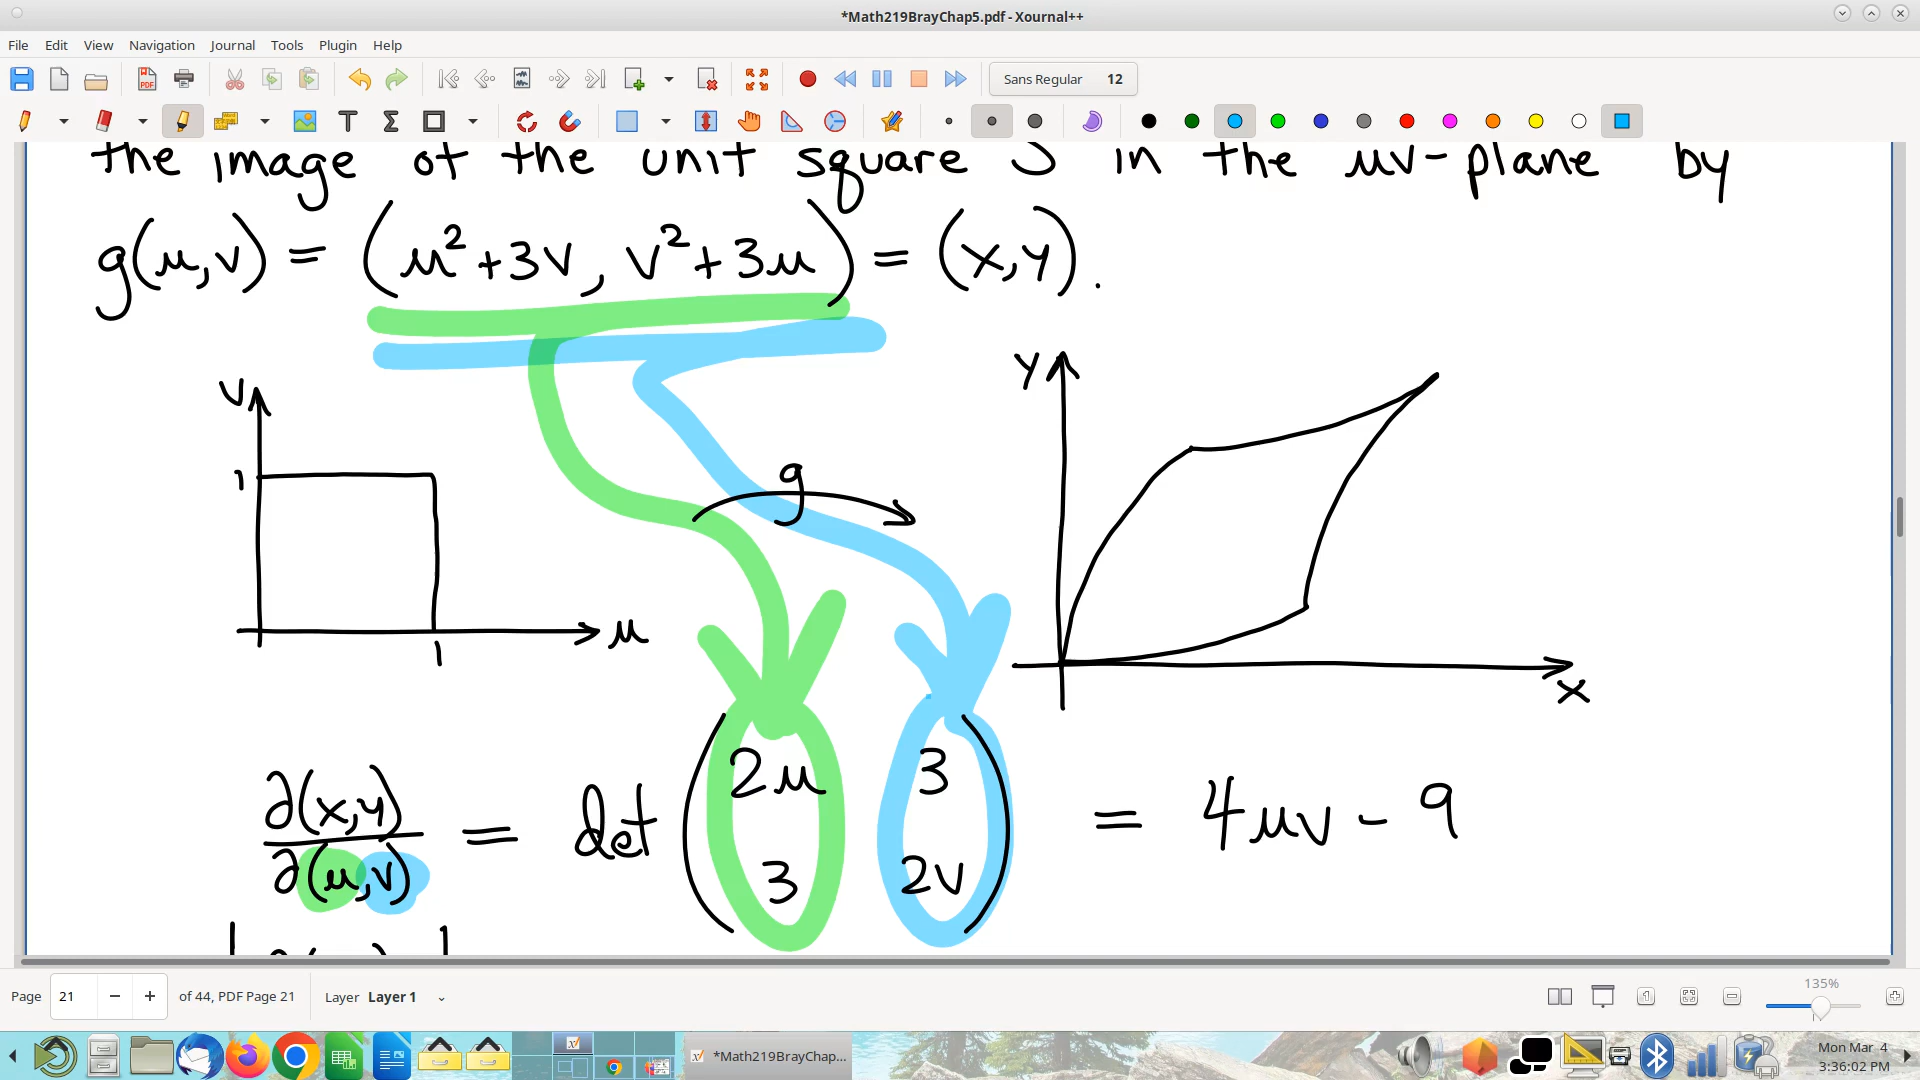 *Math219BrayChap5.pdf - Xournal++
File Edit View Navigation Journal Tools Plugin Help
Sans Regular 12
the image of the unit square S in the uv-plane by
g(u,v) = (u²+3v, v²+3u) = (x,y).
v
y
g
1
u
1
x
∂(x,y)
∂(u,v)
= det
2u 3
3 2v
= 4uv - 9
Page 21 of 44, PDF Page 21 Layer Layer 1
135%
*Math219BrayChap...
Mon Mar 4
3:36:02 PM